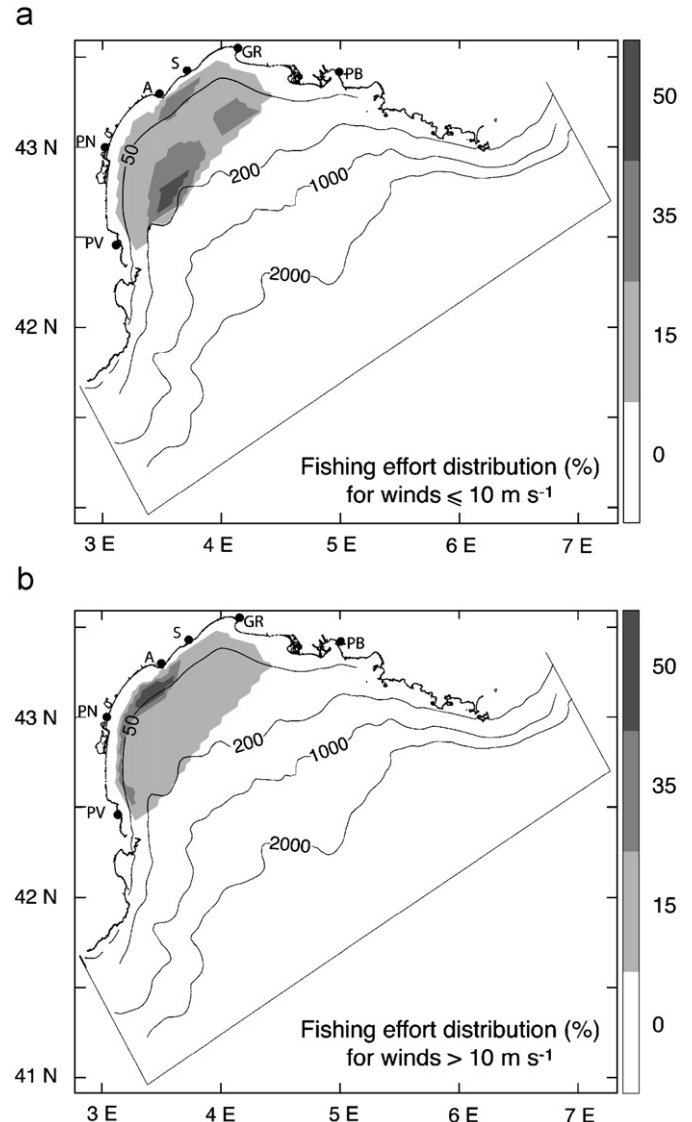 a
S
GR
A
PB
50
PN
43 N
50
35
200
1000
PV
2000
42 N
15
Fishing effort distribution (%)
for winds ⩽ 10 m s-1
0
3 E 4 E 5 E 6 E 7 E
b
S
GR
A
PB
50
PN
43 N
50
35
200
1000
PV
2000
42 N
15
Fishing effort distribution (%)
for winds > 10 m s-1
0
41 N
3 E 4 E 5 E 6 E 7 E